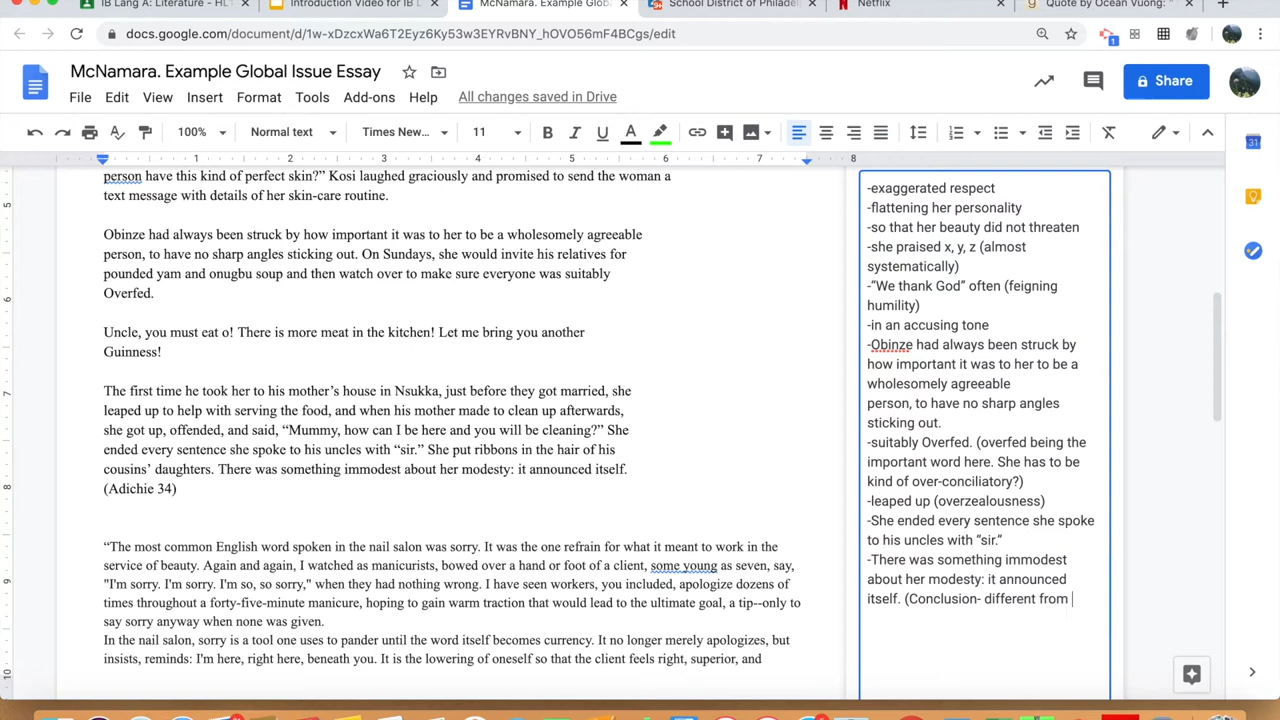 IB Lang A: Literature - HL1
Introduction Video for IB L
McNamara. Example Glob
School District of Philadel
Netflix
Quote by Ocean Vuong: "
docs.google.com/document/d/1w-xDzcxWa6T2Eyz6Ky53w3EYRvBNY_hOVO56mF4BCgs/edit
1
McNamara. Example Global Issue Essay
Share
File Edit View Insert Format Tools Add-ons Help All changes saved in Drive
100% Normal text Times New... 11 B I U A
1 2 3 4 5 6 7 8
31
5
6
7
8
9
10
person have this kind of perfect skin?” Kosi laughed graciously and promised to send the woman a
text message with details of her skin-care routine.
Obinze had always been struck by how important it was to her to be a wholesomely agreeable
person, to have no sharp angles sticking out. On Sundays, she would invite his relatives for
pounded yam and onugbu soup and then watch over to make sure everyone was suitably
Overfed.
Uncle, you must eat o! There is more meat in the kitchen! Let me bring you another
Guinness!
The first time he took her to his mother’s house in Nsukka, just before they got married, she
leaped up to help with serving the food, and when his mother made to clean up afterwards,
she got up, offended, and said, “Mummy, how can I be here and you will be cleaning?” She
ended every sentence she spoke to his uncles with “sir.” She put ribbons in the hair of his
cousins’ daughters. There was something immodest about her modesty: it announced itself.
(Adichie 34)
“The most common English word spoken in the nail salon was sorry. It was the one refrain for what it meant to work in the
service of beauty. Again and again, I watched as manicurists, bowed over a hand or foot of a client, some young as seven, say,
"I'm sorry. I'm sorry. I'm so, so sorry," when they had nothing wrong. I have seen workers, you included, apologize dozens of
times throughout a forty-five-minute manicure, hoping to gain warm traction that would lead to the ultimate goal, a tip--only to
say sorry anyway when none was given.
In the nail salon, sorry is a tool one uses to pander until the word itself becomes currency. It no longer merely apologizes, but
insists, reminds: I'm here, right here, beneath you. It is the lowering of oneself so that the client feels right, superior, and
-exaggerated respect
-flattening her personality
-so that her beauty did not threaten
-she praised x, y, z (almost
systematically)
-“We thank God” often (feigning
humility)
-in an accusing tone
-Obinze had always been struck by
how important it was to her to be a
wholesomely agreeable
person, to have no sharp angles
sticking out.
-suitably Overfed. (overfed being the
important word here. She has to be
kind of over-conciliatory?)
-leaped up (overzealousness)
-She ended every sentence she spoke
to his uncles with “sir.”
-There was something immodest
about her modesty: it announced
itself. (Conclusion- different from